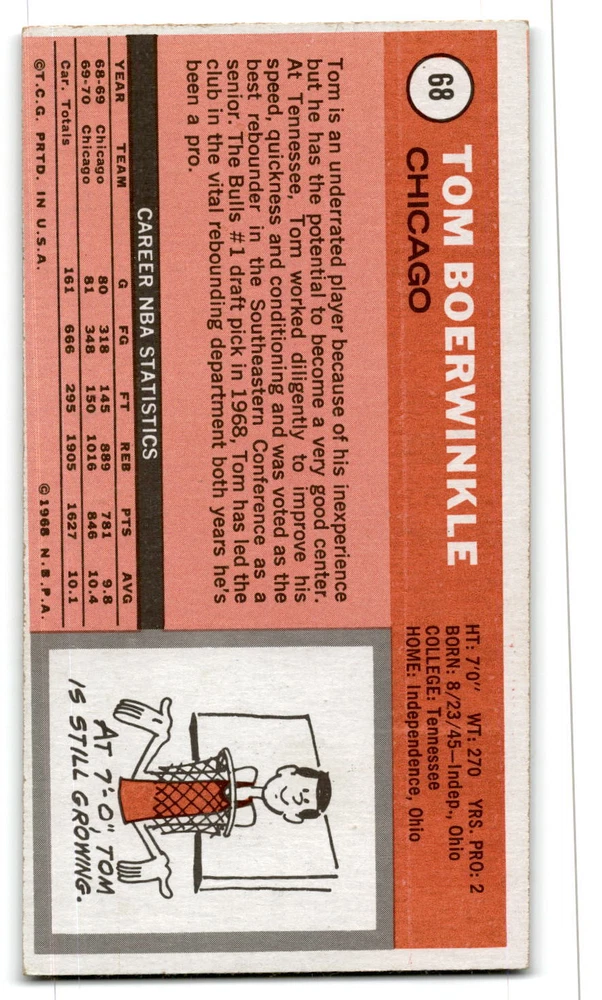 68
TOM BOERWINKLE
CHICAGO
HT: 7'0" WT: 270 YRS. PRO: 2
BORN: 8/23/45—Indep., Ohio
COLLEGE: Tennessee
HOME: Independence, Ohio
Tom is an underrated player because of his inexperience
but he has the potential to become a very good center.
At Tennessee, Tom worked diligently to improve his
speed, quickness and conditioning and was voted as the
best rebounder in the Southeastern Conference as a
senior. The Bulls #1 draft pick in 1968, Tom has led the
club in the vital rebounding department both years he's
been a pro.
CAREER NBA STATISTICS
YEAR TEAM G FG FT REB PTS AVG
68-69 Chicago 80 318 145 889 781 9.8
69-70 Chicago 81 348 150 1016 846 10.4
Car. Totals 161 666 295 1905 1627 10.1
©T.C.G. PRTD. IN U.S.A. ©1968 N.B.P.A.
AT 7'0", TOM
IS STILL GROWING.